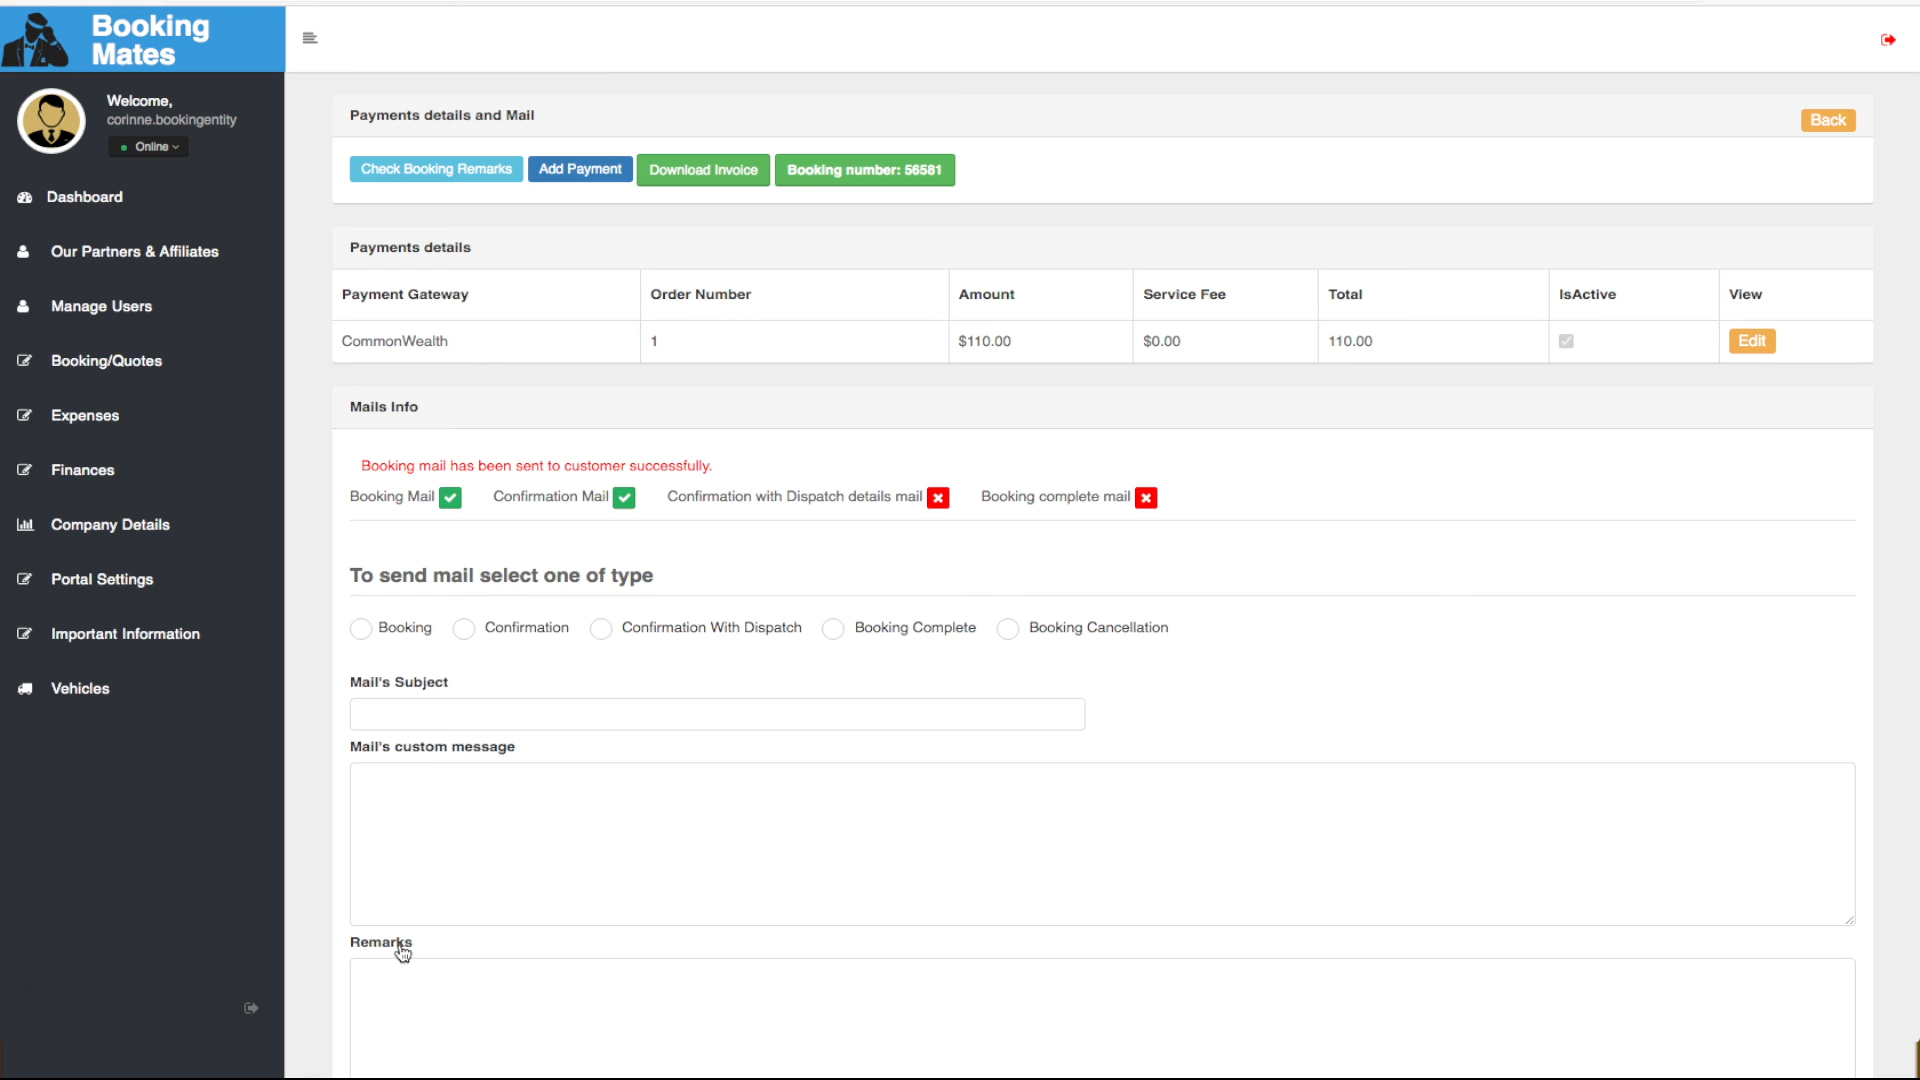 Booking
Mates
Welcome,
corinne.bookingentity
Online
Dashboard
Our Partners & Affiliates
Manage Users
Booking/Quotes
Expenses
Finances
Company Details
Portal Settings
Important Information
Vehicles
Payments details and Mail
Back
Check Booking Remarks Add Payment Download Invoice Booking number: 56581
Payments details
Payment Gateway Order Number Amount Service Fee Total IsActive View
CommonWealth 1 $110.00 $0.00 110.00 Edit
Mails Info
Booking mail has been sent to customer successfully.
Booking Mail Confirmation Mail Confirmation with Dispatch details mail Booking complete mail
To send mail select one of type
Booking Confirmation Confirmation With Dispatch Booking Complete Booking Cancellation
Mail's Subject
Mail's custom message
Remarks